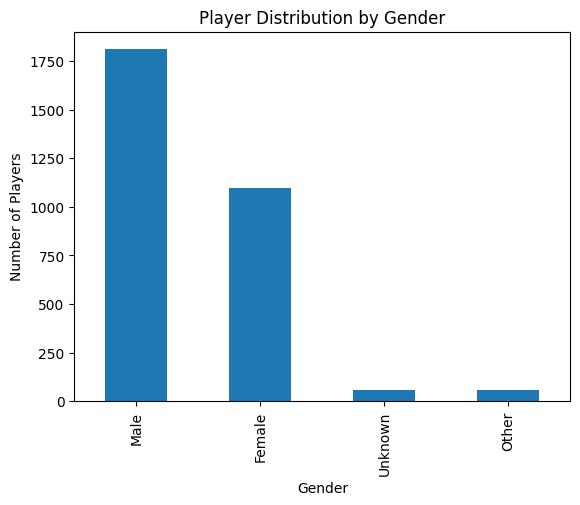 Player Distribution by Gender
Number of Players
1750
1500
1250
1000
750
500
250
0
Male
Female
Unknown
Other
Gender